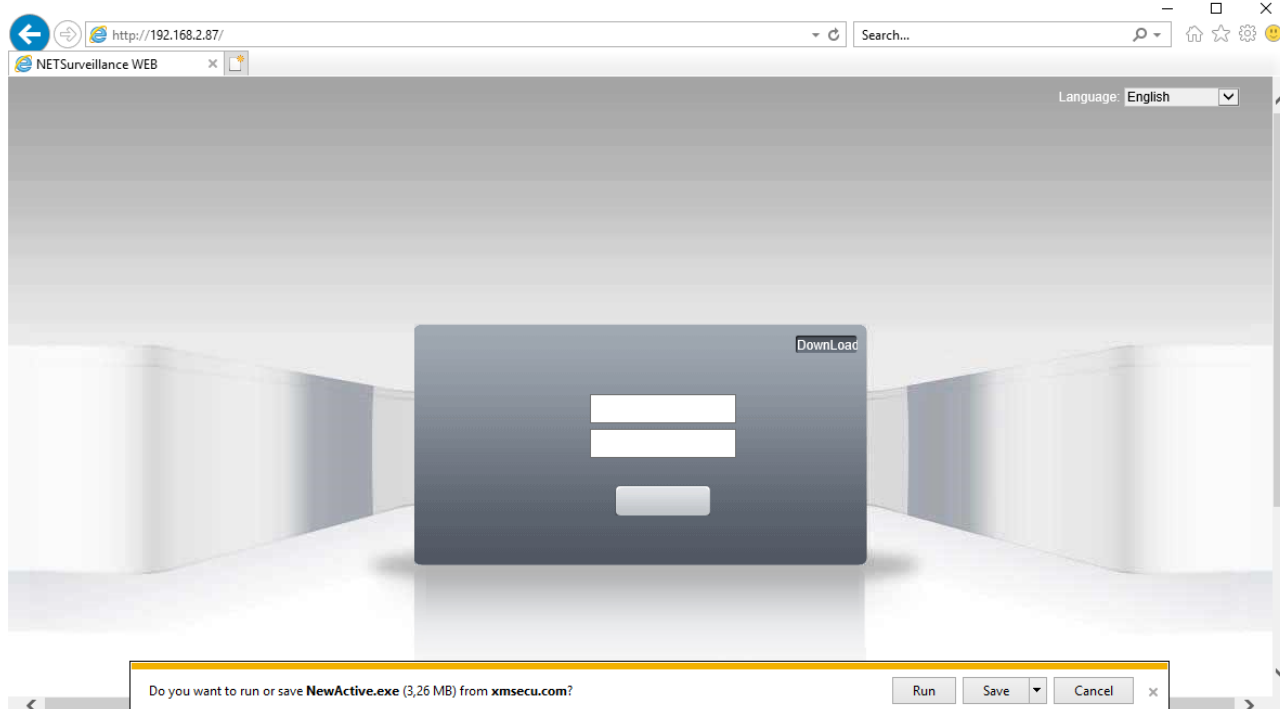 http://192.168.2.87/
Search...
NETSurveillance WEB
Language: English
DownLoad
Do you want to run or save NewActive.exe (3,26 MB) from xmsecu.com?
Run
Save
Cancel